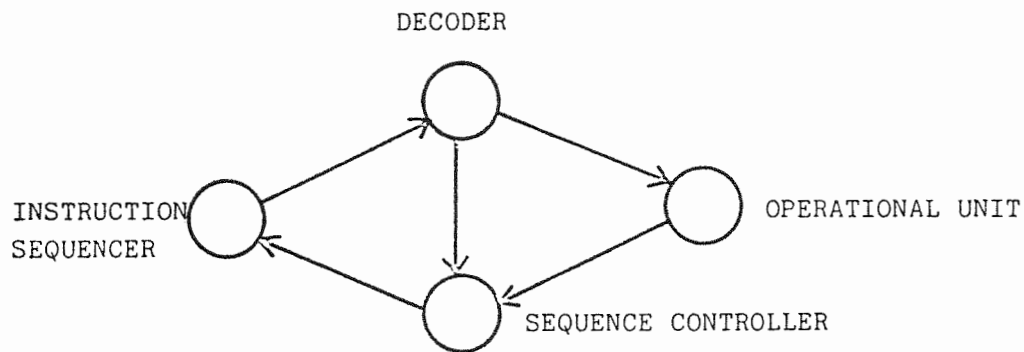 DECODER
INSTRUCTION
SEQUENCER
OPERATIONAL UNIT
SEQUENCE CONTROLLER